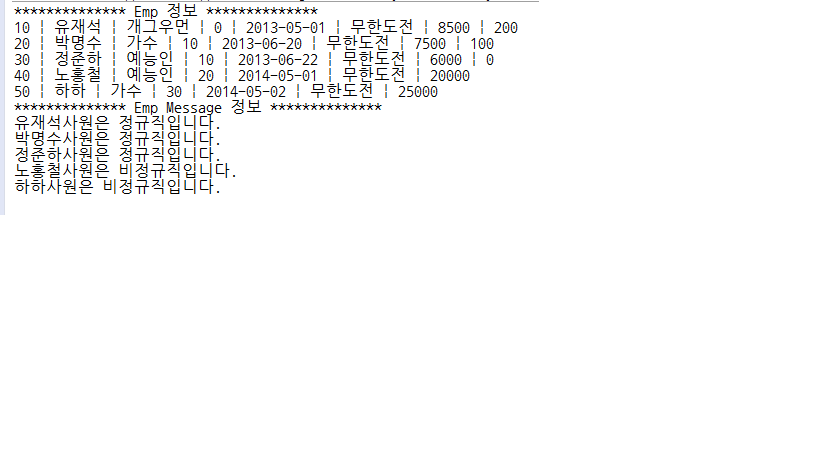 ************** Emp 정보 **************
10 | 유재석 | 개그우먼 | 0 | 2013-05-01 | 무한도전 | 8500 | 200
20 | 박명수 | 가수 | 10 | 2013-06-20 | 무한도전 | 7500 | 100
30 | 정준하 | 예능인 | 10 | 2013-06-22 | 무한도전 | 6000 | 0
40 | 노홍철 | 예능인 | 20 | 2014-05-01 | 무한도전 | 20000
50 | 하하 | 가수 | 30 | 2014-05-02 | 무한도전 | 25000
************** Emp Message 정보 **************
유재석사원은 정규직입니다.
박명수사원은 정규직입니다.
정준하사원은 정규직입니다.
노홍철사원은 비정규직입니다.
하하사원은 비정규직입니다.